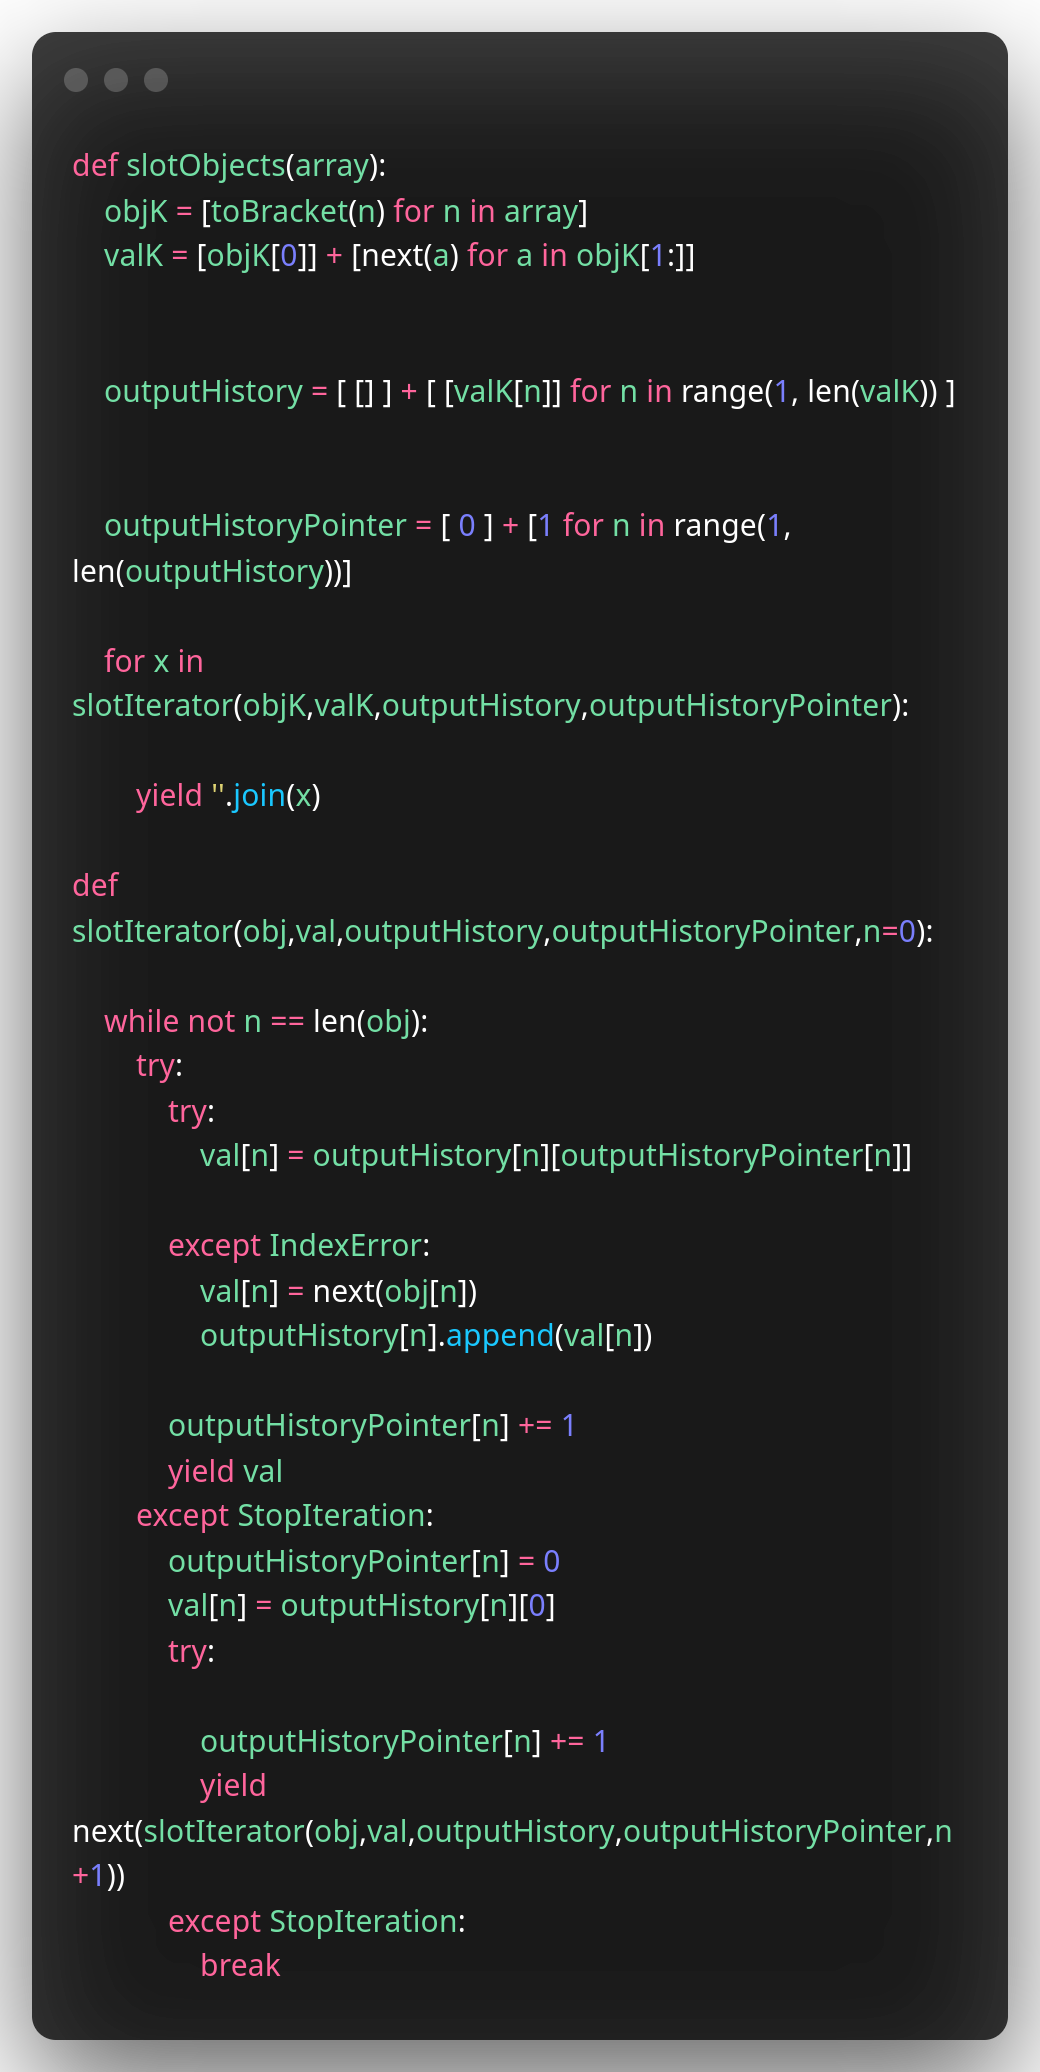 def slotObjects(array):
    objK = [toBracket(n) for n in array]
    valK = [objK[0]] + [next(a) for a in objK[1:]]
    outputHistory = [ [] ] + [ [valK[n]] for n in range(1, len(valK)) ]
    outputHistoryPointer = [ 0 ] + [1 for n in range(1,
len(outputHistory))]
    for x in
slotIterator(objK,valK,outputHistory,outputHistoryPointer):
        yield ''.join(x)
def
slotIterator(obj,val,outputHistory,outputHistoryPointer,n=0):
    while not n == len(obj):
        try:
            try:
                val[n] = outputHistory[n][outputHistoryPointer[n]]
            except IndexError:
                val[n] = next(obj[n])
                outputHistory[n].append(val[n])
            outputHistoryPointer[n] += 1
            yield val
        except StopIteration:
            outputHistoryPointer[n] = 0
            val[n] = outputHistory[n][0]
            try:
                outputHistoryPointer[n] += 1
                yield
next(slotIterator(obj,val,outputHistory,outputHistoryPointer,n
+1))
            except StopIteration:
                break